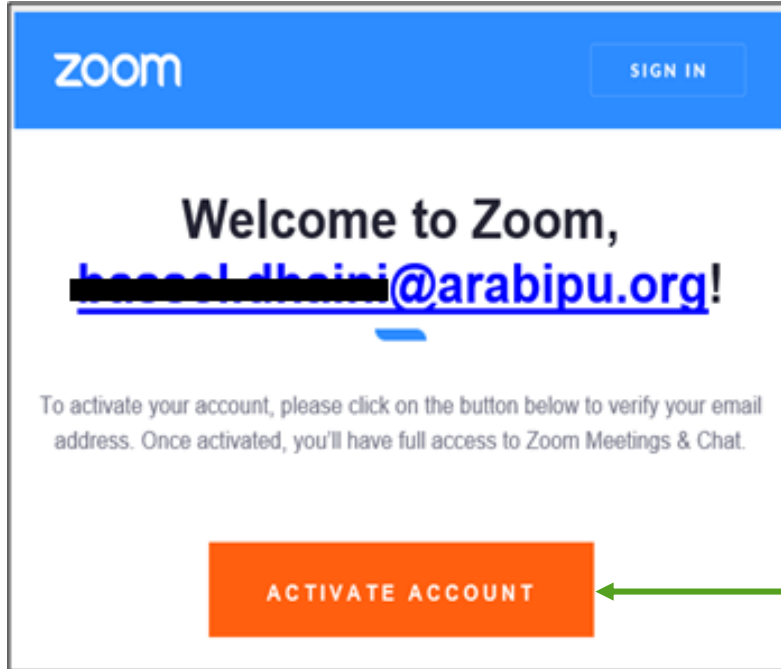 zoom
SIGN IN
Welcome to Zoom,
@arabipu.org!
To activate your account, please click on the button below to verify your email
address. Once activated, you'll have full access to Zoom Meetings & Chat.
ACTIVATE ACCOUNT